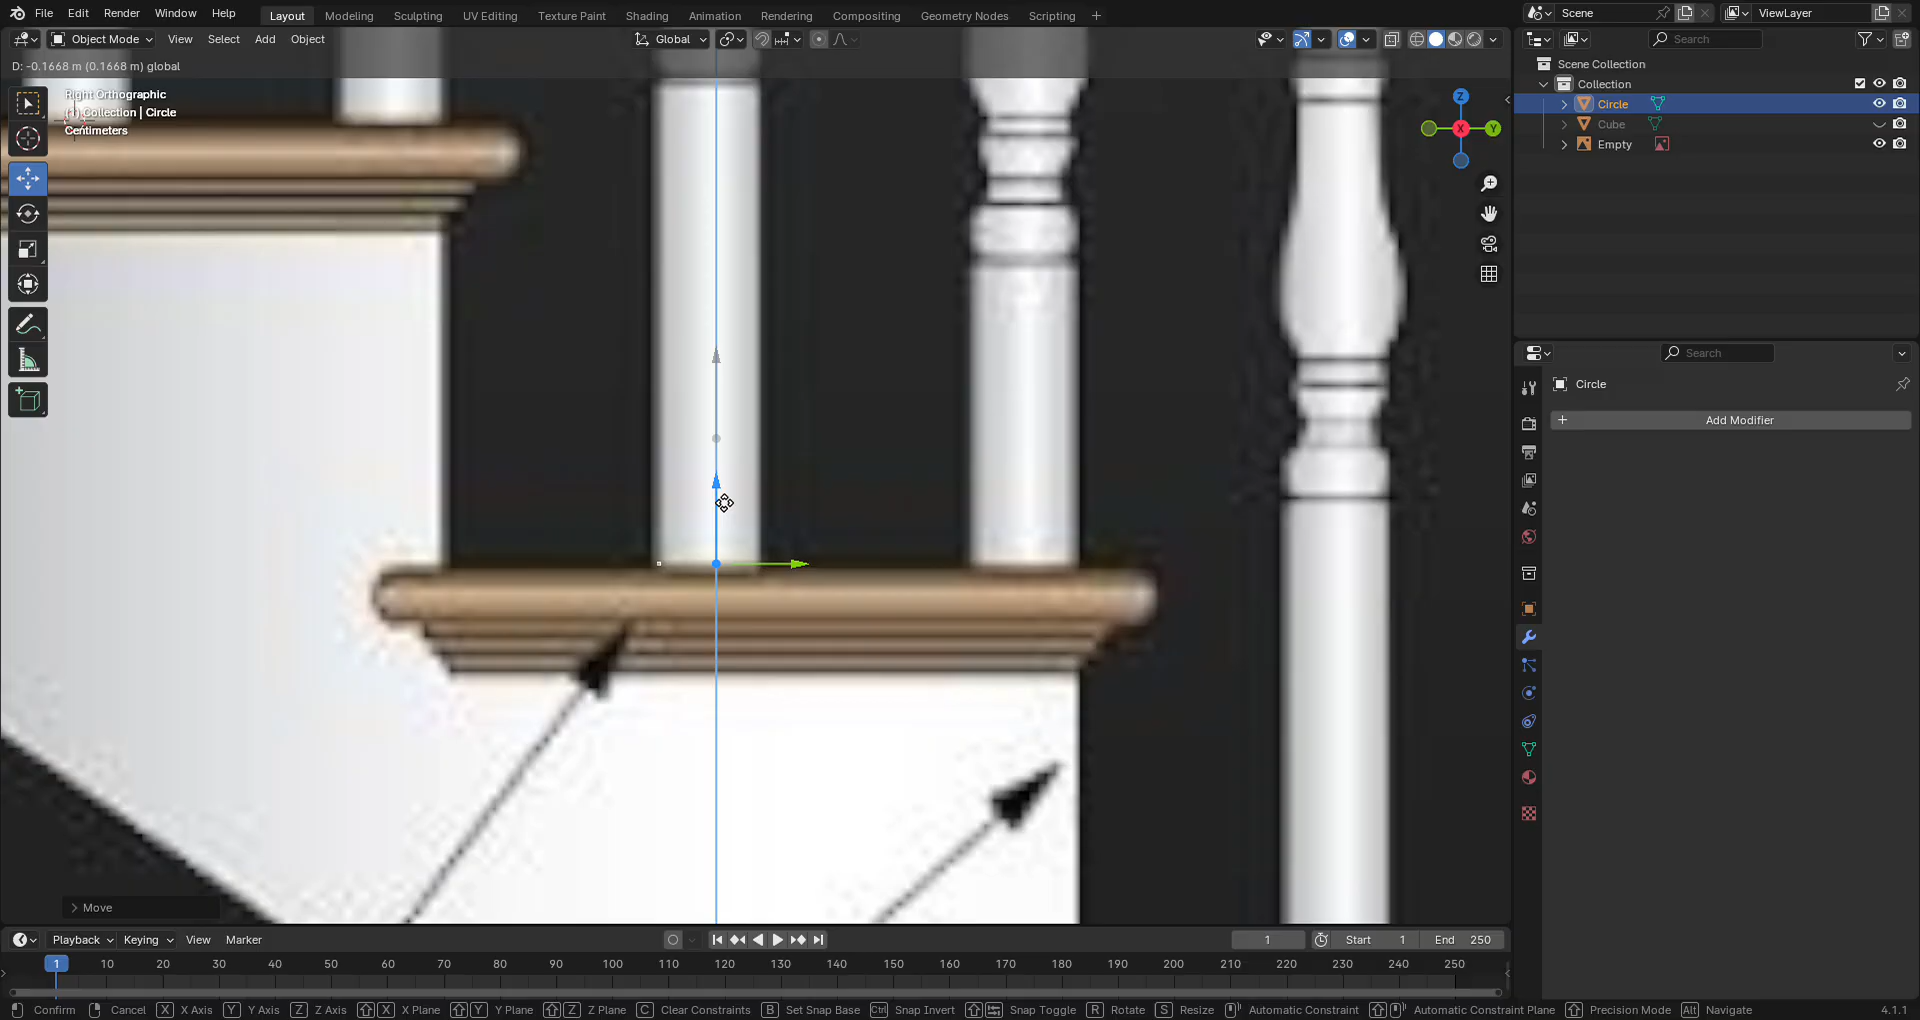 File Edit Render Window Help
Layout Modeling Sculpting UV Editing Texture Paint Shading Animation Rendering Compositing Geometry Nodes Scripting +
Scene ViewLayer
Object Mode View Select Add Object
Global
Search
D: -0.1668 m (0.1668 m) global
Right Orthographic
(1) Collection | Circle
Centimeters
Z
X
Y
Scene Collection
Collection
Circle
Cube
Empty
Search
Circle
+ Add Modifier
> Move
Playback Keying View Marker
1 Start 1 End 250
1 10 20 30 40 50 60 70 80 90 100 110 120 130 140 150 160 170 180 190 200 210 220 230 240 250
Confirm Cancel X X Axis Y Y Axis Z Z Axis X X Plane Y Y Plane Z Z Plane C Clear Constraints B Set Snap Base Ctrl Snap Invert Snap Toggle R Rotate S Resize Automatic Constraint Automatic Constraint Plane Precision Mode Alt Navigate 4.1.1